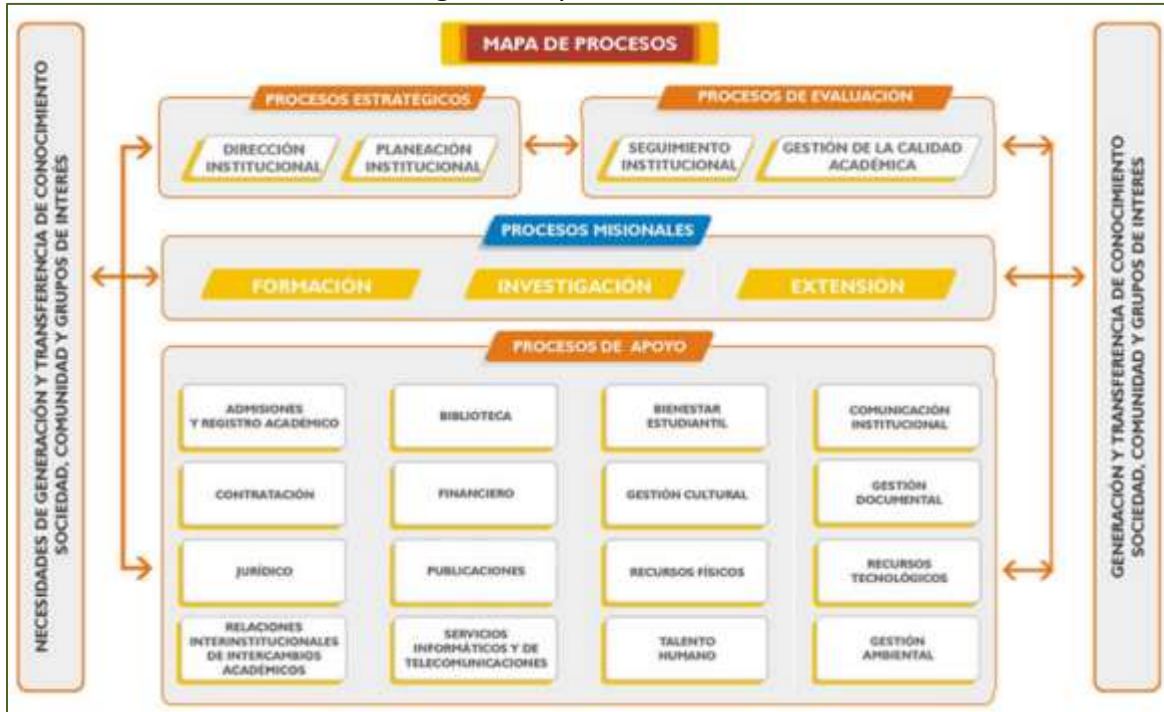 MAPA DE PROCESOS
NECESIDADES DE GENERACIÓN Y TRANSFERENCIA DE CONOCIMIENTO
SOCIEDAD, COMUNIDAD Y GRUPOS DE INTERÉS
PROCESOS ESTRATÉGICOS
DIRECCIÓN
INSTITUCIONAL
PLANEACIÓN
INSTITUCIONAL
PROCESOS DE EVALUACIÓN
SEGUIMIENTO
INSTITUCIONAL
GESTIÓN DE LA CALIDAD
ACADÉMICA
PROCESOS MISIONALES
FORMACIÓN
INVESTIGACIÓN
EXTENSIÓN
PROCESOS DE APOYO
ADMISIONES
Y REGISTRO ACADÉMICO
BIBLIOTECA
BIENESTAR
ESTUDIANTIL
COMUNICACIÓN
INSTITUCIONAL
CONTRATACIÓN
FINANCIERO
GESTIÓN CULTURAL
GESTIÓN
DOCUMENTAL
JURÍDICO
PUBLICACIONES
RECURSOS FÍSICOS
RECURSOS
TECNOLÓGICOS
RELACIONES
INTERINSTITUCIONALES
DE INTERCAMBIOS
ACADÉMICOS
SERVICIOS
INFORMÁTICOS Y DE
TELECOMUNICACIONES
TALENTO
HUMANO
GESTIÓN
AMBIENTAL
GENERACIÓN Y TRANSFERENCIA DE CONOCIMIENTO
SOCIEDAD, COMUNIDAD Y GRUPOS DE INTERES